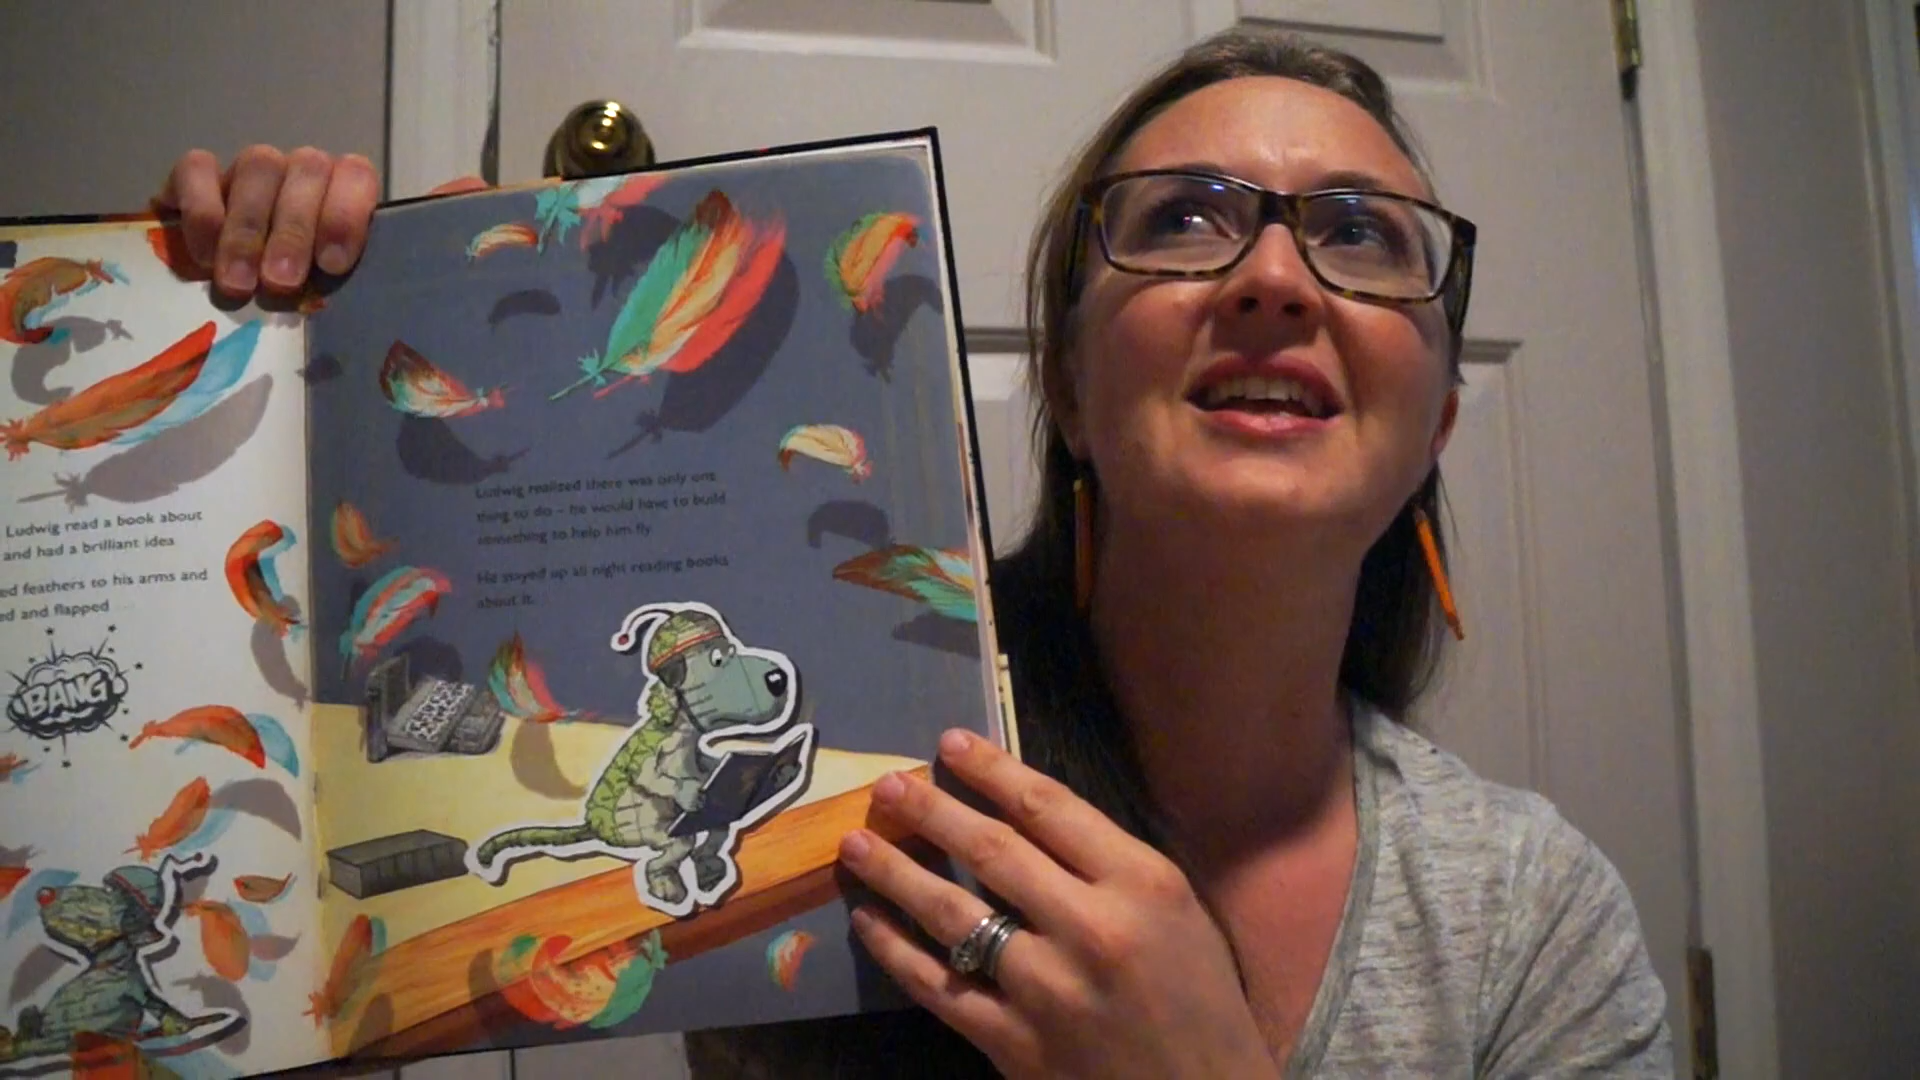 Ludwig read a book about
and had a brilliant idea
ed feathers to his arms and
ed and flapped
BANG
Ludwig realized there was only one
thing to do – he would have to build
something to help him fly
He stayed up all night reading books
about it.